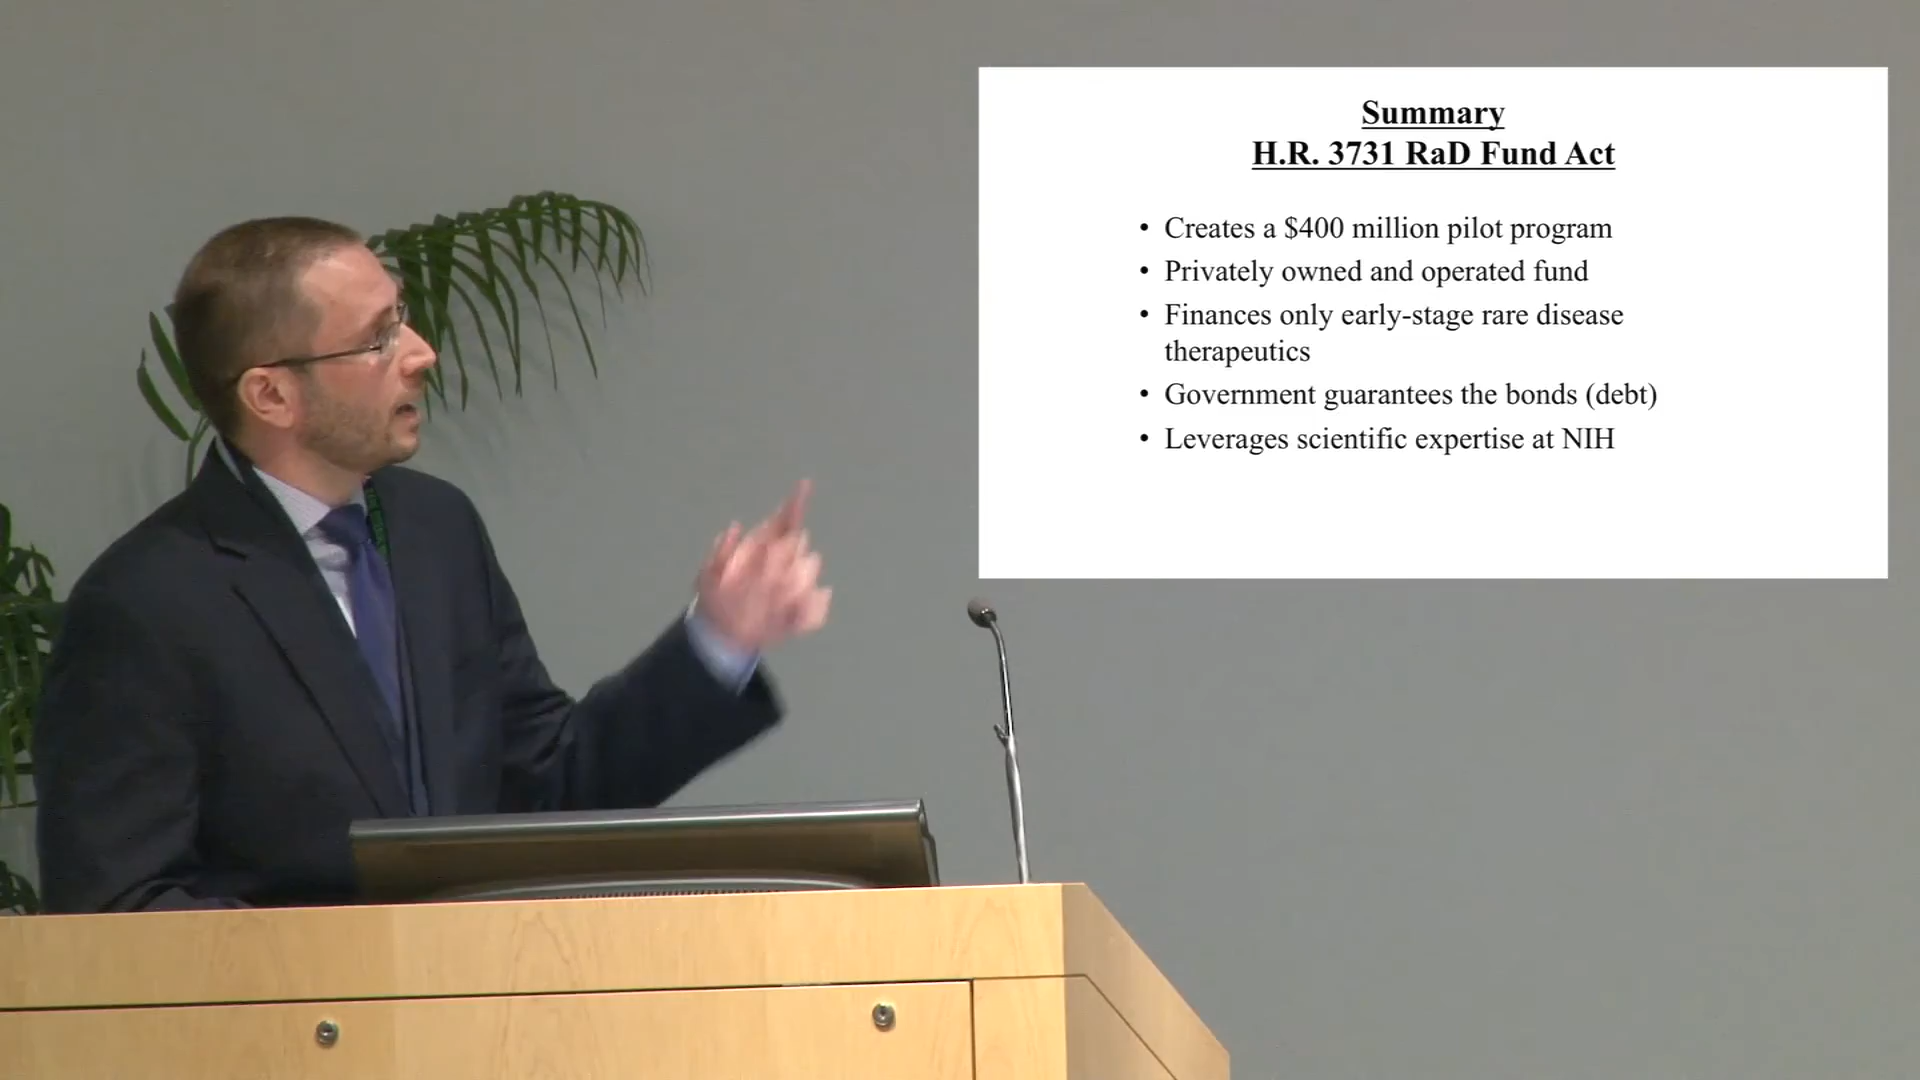 Summary
H.R. 3731 RaD Fund Act
• Creates a $400 million pilot program
• Privately owned and operated fund
• Finances only early-stage rare disease
therapeutics
• Government guarantees the bonds (debt)
• Leverages scientific expertise at NIH